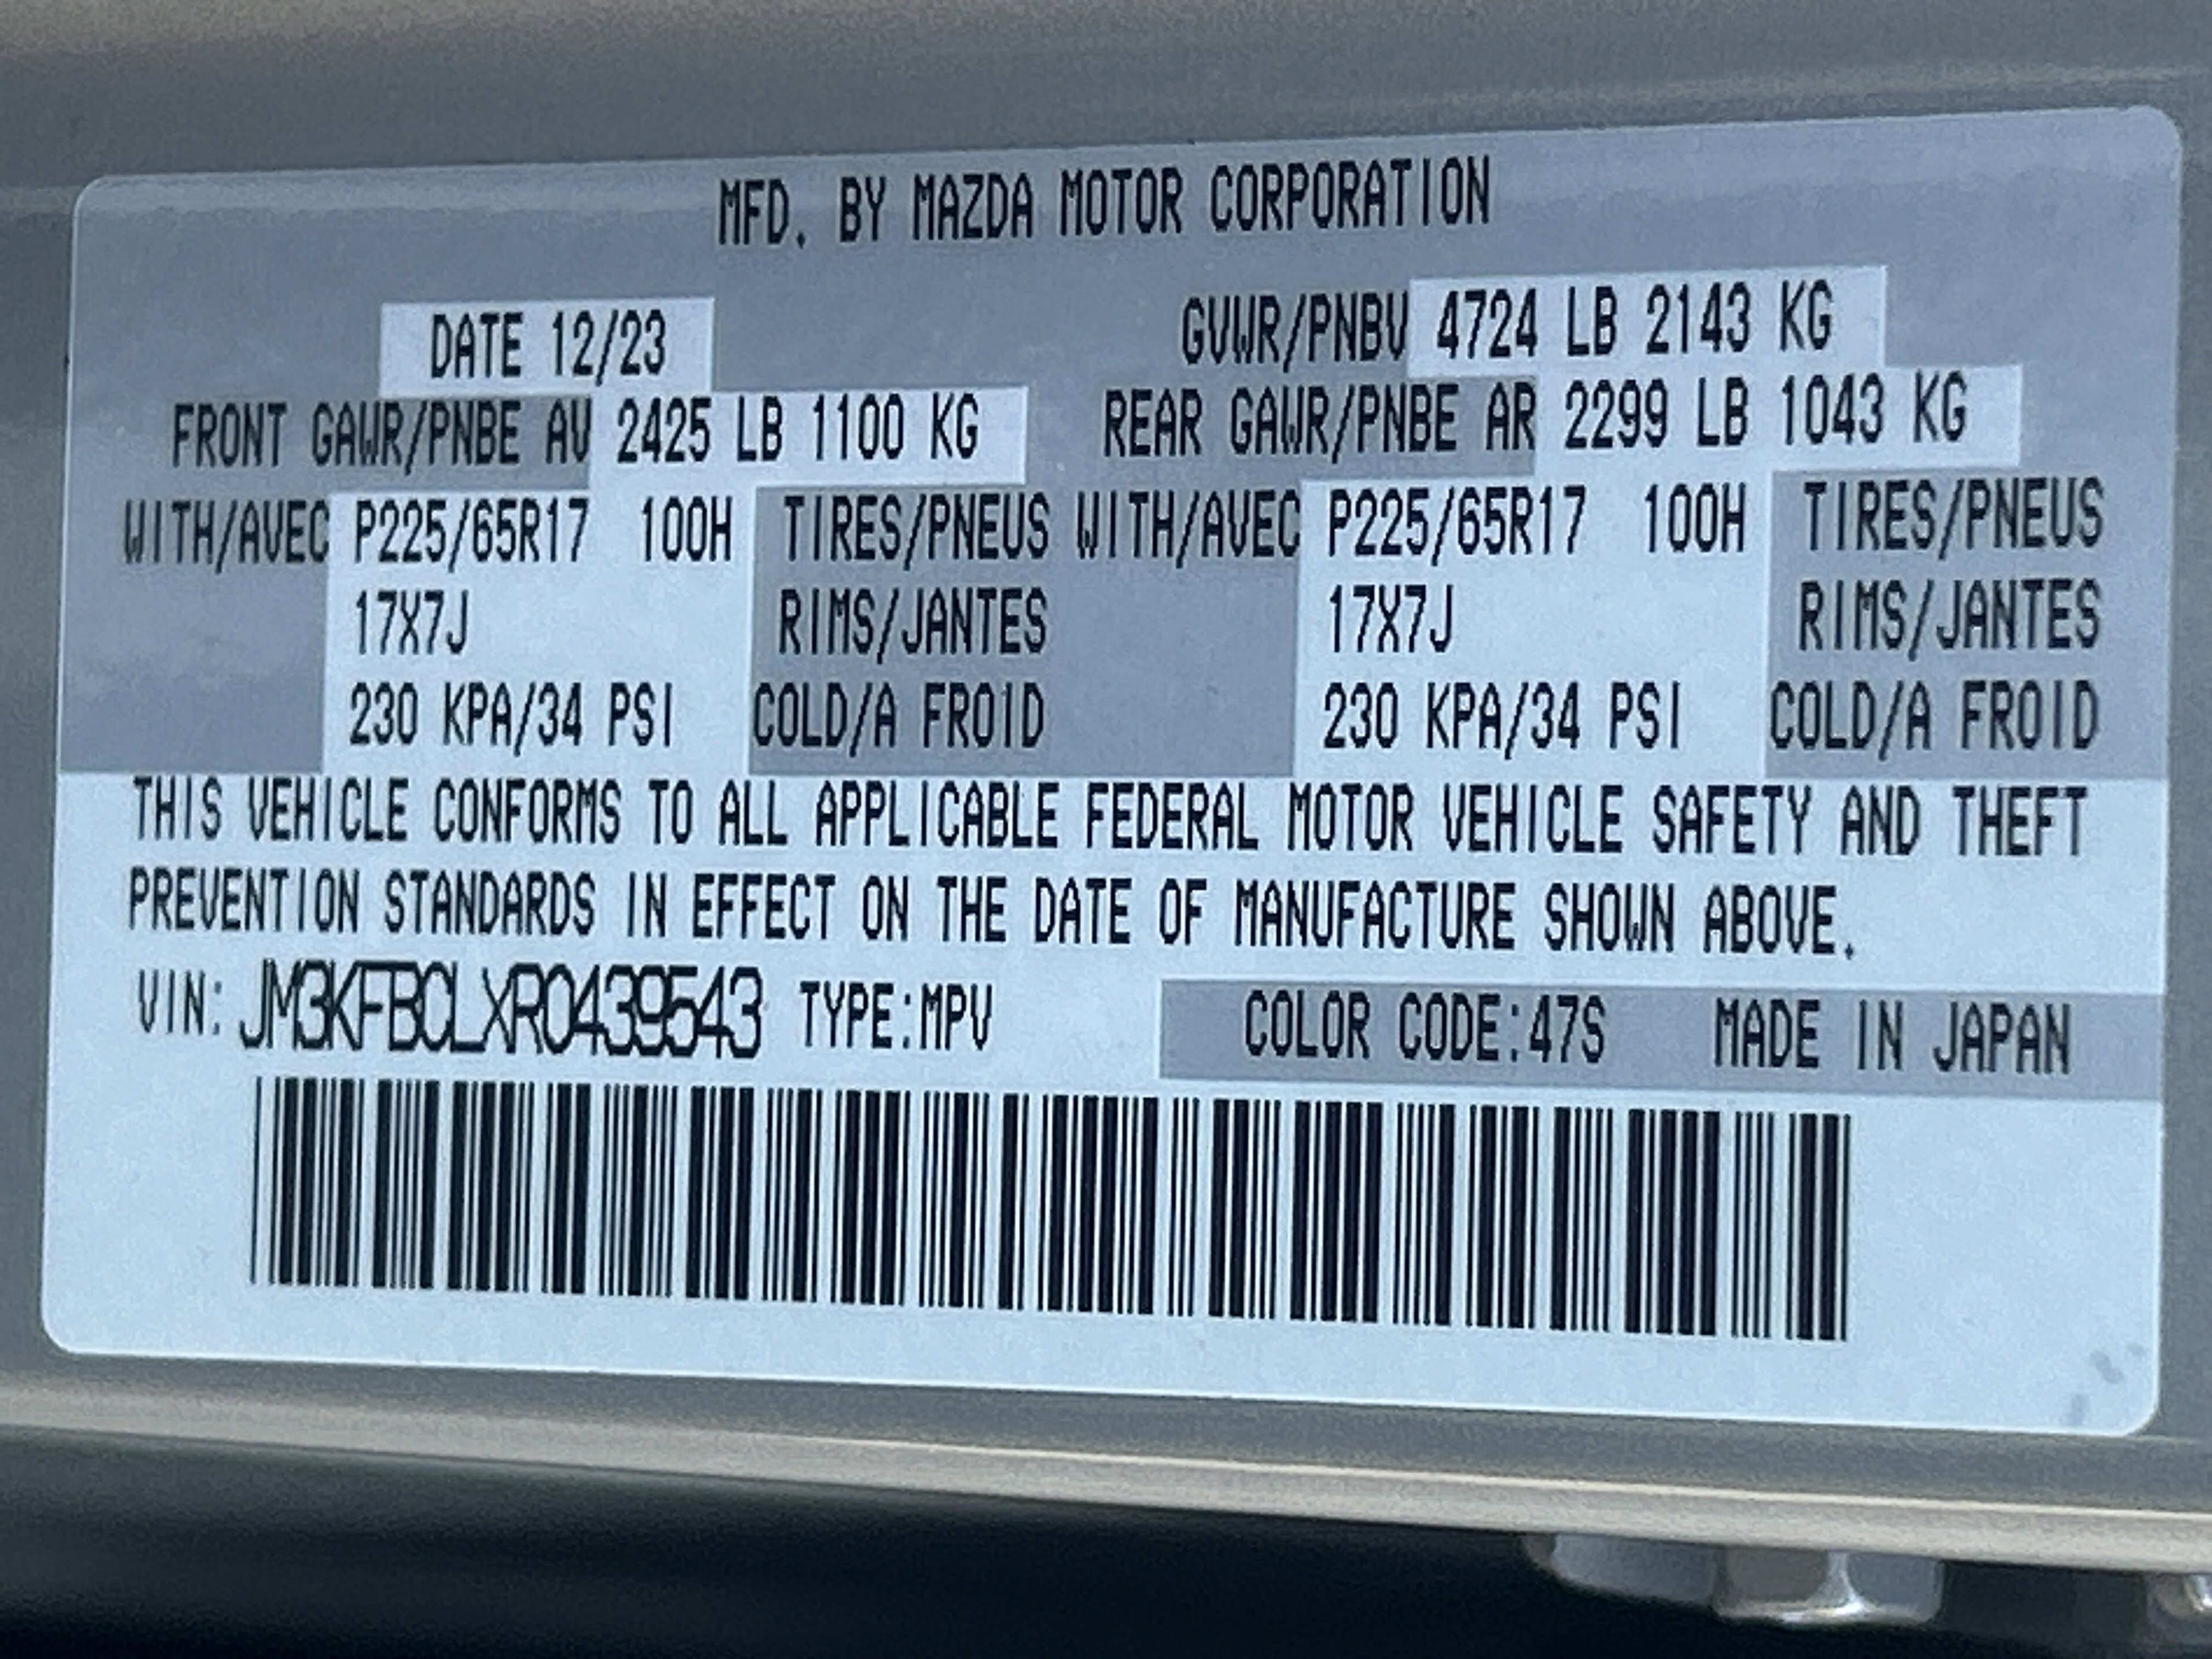 MFD. BY MAZDA MOTOR CORPORATION
DATE 12/23 GVWR/PNBV 4724 LB 2143 KG
FRONT GAWR/PNBE AV 2425 LB 1100 KG REAR GAWR/PNBE AR 2299 LB 1043 KG
WITH/AVEC P225/65R17 100H TIRES/PNEUS WITH/AVEC P225/65R17 100H TIRES/PNEUS
17X7J RIMS/JANTES 17X7J RIMS/JANTES
230 KPA/34 PSI COLD/A FROID 230 KPA/34 PSI COLD/A FROID
THIS VEHICLE CONFORMS TO ALL APPLICABLE FEDERAL MOTOR VEHICLE SAFETY AND THEFT
PREVENTION STANDARDS IN EFFECT ON THE DATE OF MANUFACTURE SHOWN ABOVE.
VIN: JM3KFBCLXR0439543 TYPE:MPV COLOR CODE:47S MADE IN JAPAN